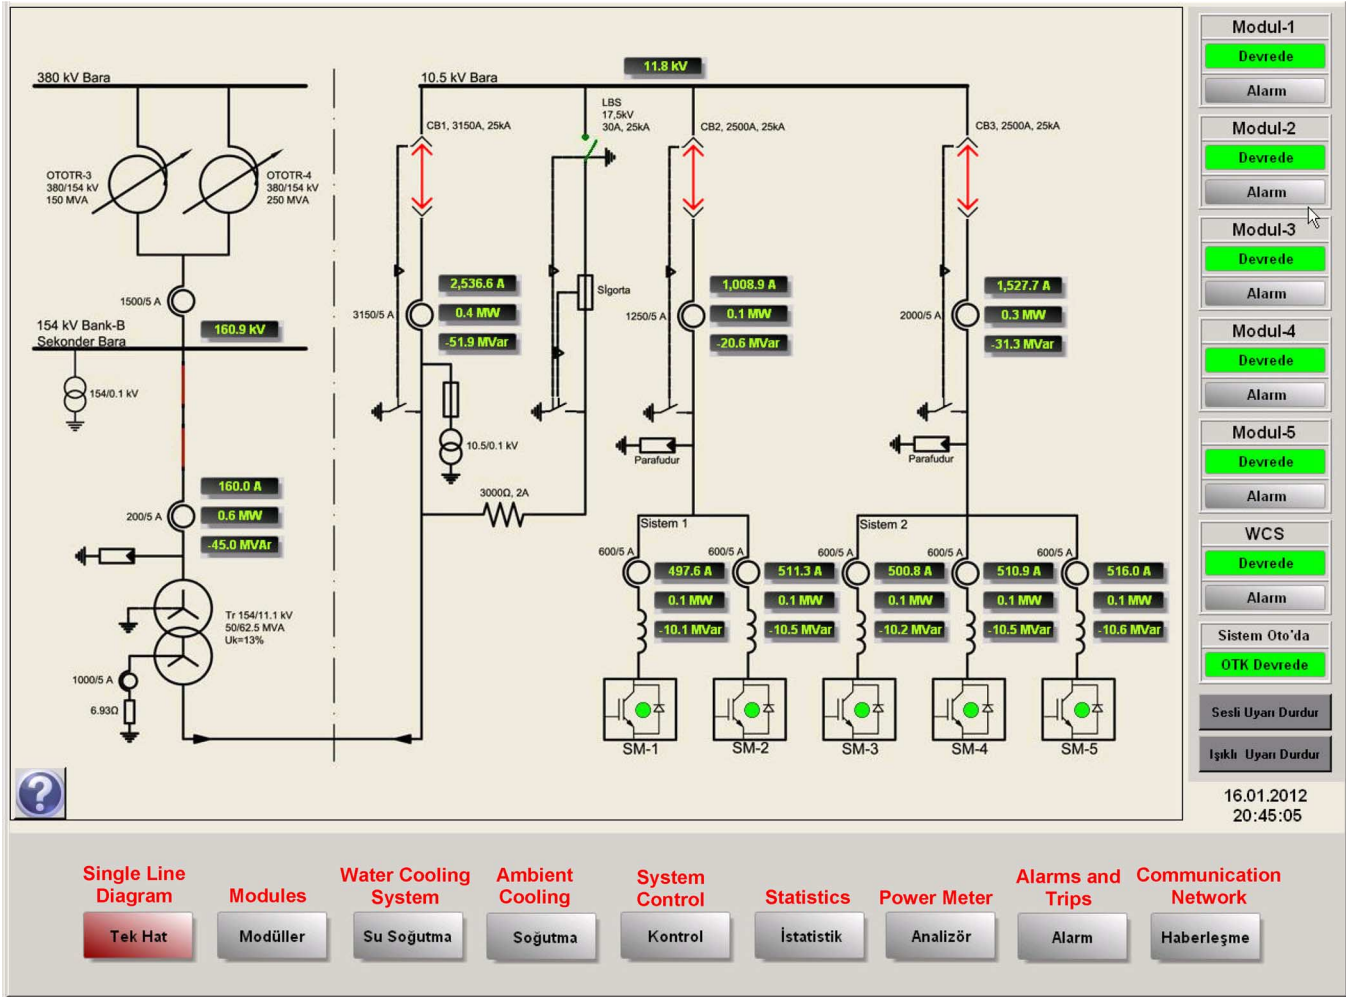 380 kV Bara
OTOTR-3
380/154 kV
150 MVA
OTOTR-4
380/154 kV
250 MVA
1500/5 A
154 kV Bank-B
Sekonder Bara
160.9 kV
154/0.1 kV
160.0 A
200/5 A
0.6 MW
-45.0 MVAr
Tr 154/11.1 kV
50/62.5 MVA
Uk=13%
1000/5 A
6.93Ω
10.5 kV Bara
11.8 kV
CB1, 3150A, 25kA
LBS
17,5kV
30A, 25kA
CB2, 2500A, 25kA
CB3, 2500A, 25kA
2,536.6 A
3150/5 A
0.4 MW
-51.9 MVar
Sigorta
1,008.9 A
1250/5 A
0.1 MW
-20.6 MVar
1,527.7 A
2000/5 A
0.3 MW
-31.3 MVar
10.5/0.1 kV
3000Ω, 2A
Parafudur
Parafudur
Sistem 1
Sistem 2
600/5 A
600/5 A
600/5 A
600/5 A
600/5 A
497.6 A
511.3 A
500.8 A
510.9 A
516.0 A
0.1 MW
0.1 MW
0.1 MW
0.1 MW
0.1 MW
-10.1 MVar
-10.5 MVar
-10.2 MVar
-10.5 MVar
-10.6 MVar
SM-1
SM-2
SM-3
SM-4
SM-5
?
Modul-1
Devrede
Alarm
Modul-2
Devrede
Alarm
Modul-3
Devrede
Alarm
Modul-4
Devrede
Alarm
Modul-5
Devrede
Alarm
WCS
Devrede
Alarm
Sistem Oto'da
OTK Devrede
Sesli Uyarı Durdur
Işıklı Uyarı Durdur
16.01.2012
20:45:05
Single Line
Diagram
Tek Hat
Modules
Modüller
Water Cooling
System
Su Soğutma
Ambient
Cooling
Soğutma
System
Control
Kontrol
Statistics
İstatistik
Power Meter
Analizör
Alarms and
Trips
Alarm
Communication
Network
Haberleşme